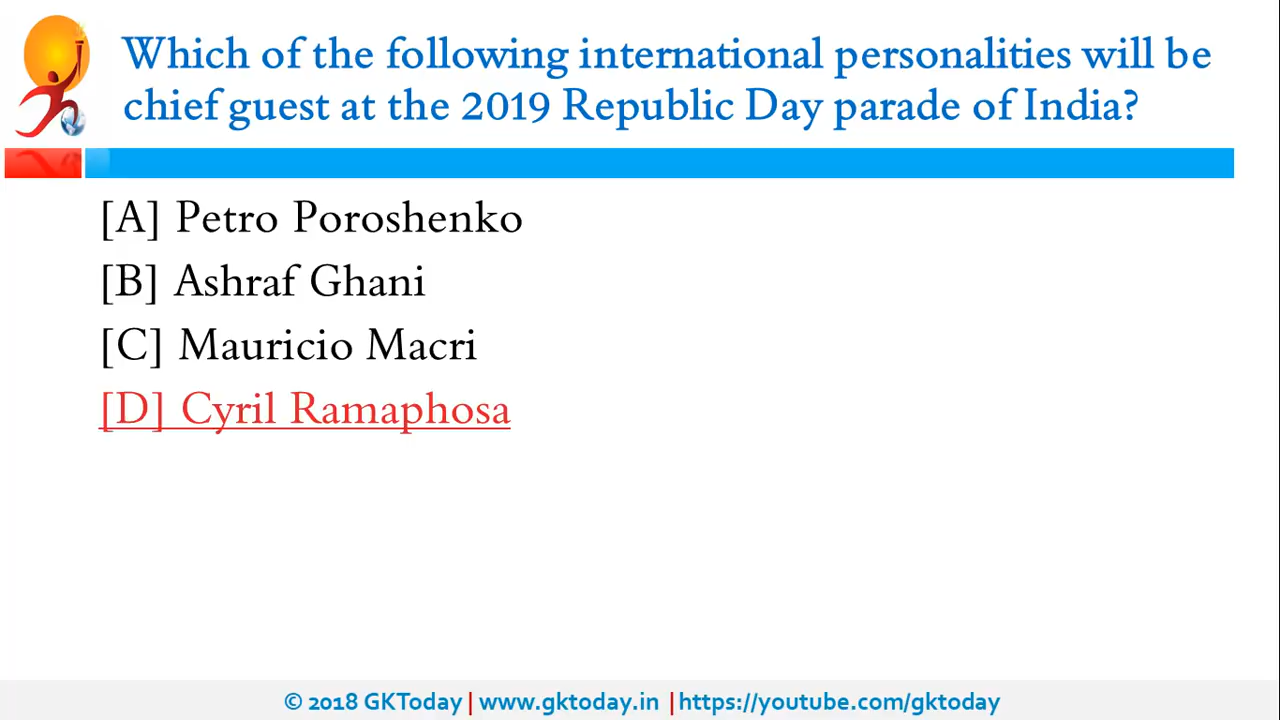 Which of the following international personalities will be
chief guest at the 2019 Republic Day parade of India?
[A] Petro Poroshenko
[B] Ashraf Ghani
[C] Mauricio Macri
[D] Cyril Ramaphosa
© 2018 GKToday | www.gktoday.in | https://youtube.com/gktoday